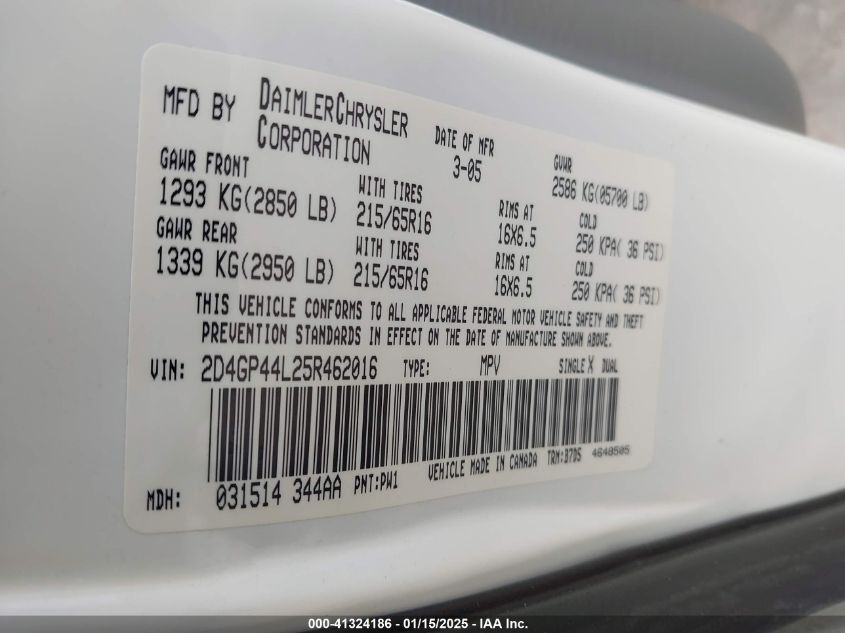 MFD BY DAIMLERCHRYSLER CORPORATION DATE OF MFR 3-05 GVWR 2586 KG(05700 LB)
GAWR FRONT 1293 KG(2850 LB) WITH TIRES 215/65R16 RIMS AT 16X6.5 COLD 250 KPA( 36 PSI)
GAWR REAR 1339 KG(2950 LB) WITH TIRES 215/65R16 RIMS AT 16X6.5 COLD 250 KPA( 36 PSI)
THIS VEHICLE CONFORMS TO ALL APPLICABLE FEDERAL MOTOR VEHICLE SAFETY AND THEFT
PREVENTION STANDARDS IN EFFECT ON THE DATE OF MANUFACTURE SHOWN ABOVE.
VIN: 2D4GP44L25R462016 TYPE: MPV SINGLE X DUAL
MDH: 031514 344AA PNT:PW1 VEHICLE MADE IN CANADA TRM:B7D5 4640505
000-41324186 - 01/15/2025 - IAA Inc.